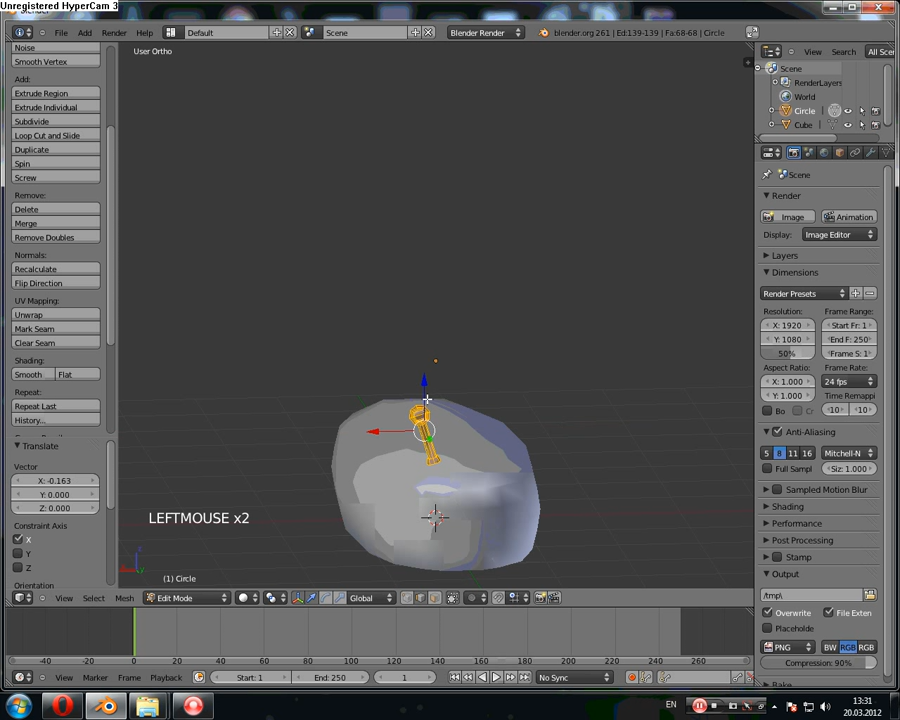 Unregistered HyperCam 3
File Add Render Help Default Scene Blender Render blender.org 261 | Ed:139-139 | Fa:68-68 | Circle
User Ortho
Noise
Smooth Vertex
Add:
Extrude Region
Extrude Individual
Subdivide
Loop Cut and Slide
Duplicate
Spin
Screw
Remove:
Delete
Merge
Remove Doubles
Normals:
Recalculate
Flip Direction
UV Mapping:
Unwrap
Mark Seam
Clear Seam
Shading:
Smooth Flat
Repeat:
Repeat Last
History...
Translate
Vector
X: -0.163
Y: 0.000
Z: 0.000
Constraint Axis
X
Y
Z
Orientation
LEFTMOUSE x2
(1) Circle
View Select Mesh Edit Mode Global
-40 -20 0 20 40 60 80 100 120 140 160 180 200 220 240 260
View Marker Frame Playback Start: 1 End: 250 1 No Sync
View Search All Sce
Scene
RenderLayers
World
Circle
Cube
Scene
Render
Image Animation
Display: Image Editor
Layers
Dimensions
Render Presets
Resolution: Frame Range:
X: 1920 Start Fr: 1
Y: 1080 End F: 250
50% Frame S: 1
Aspect Ratio: Frame Rate:
X: 1.000 24 fps
Y: 1.000 Time Remappi
Bo Cr 10 10
Anti-Aliasing
5 8 11 16 Mitchell-N
Full Sampl Siz: 1.000
Sampled Motion Blur
Shading
Performance
Post Processing
Stamp
Output
/tmp\
Overwrite File Exten
Placeholde
PNG BW RGB RGB
Compression: 90%
EN 13:31
20.03.2012